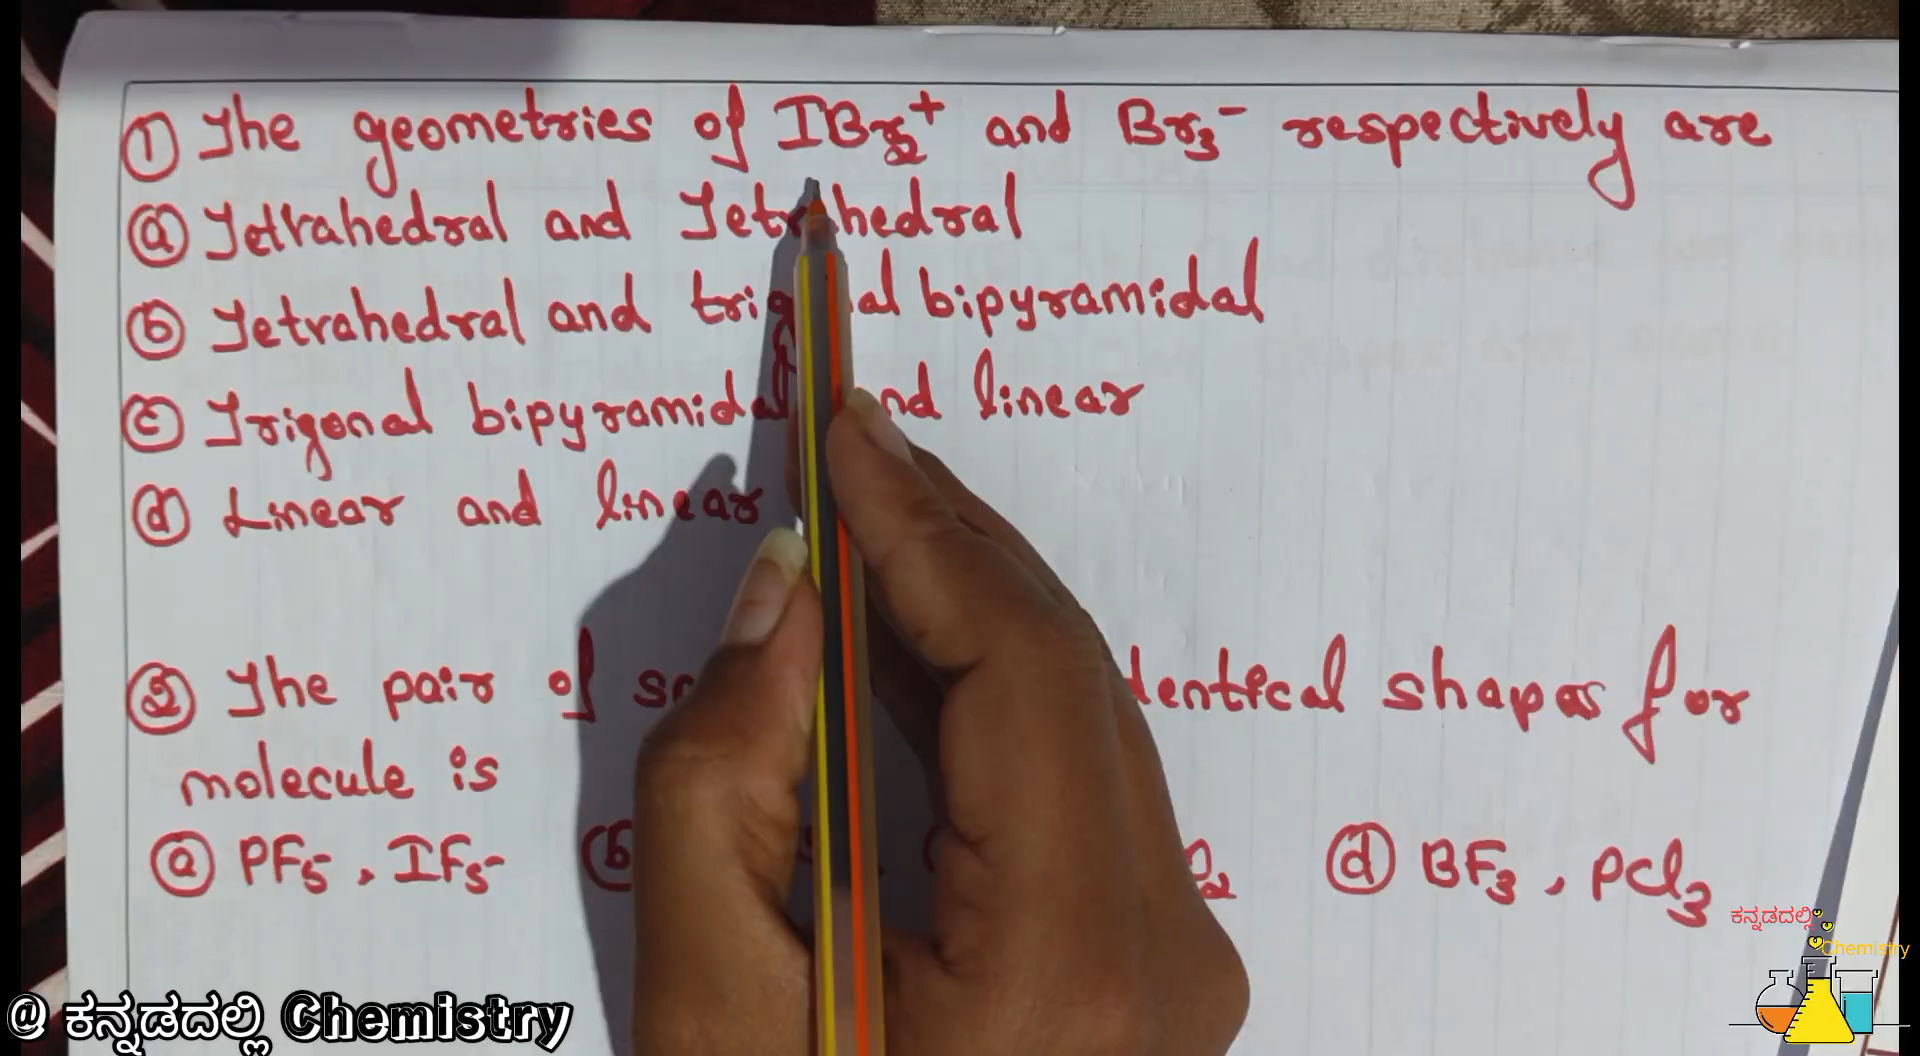 ① The geometries of IBr₂⁺ and Br₃⁻ respectively are
ⓐ Tetrahedral and Tetrahedral
ⓑ Tetrahedral and bipyramidal
ⓒ Trigonal bipyramidal and linear
ⓓ Linear and linear
② The pair of shapes for
molecule is
ⓐ PF₅, IF₅ ⓑ ⓓ BF₃, PCl₃
ಕನ್ನಡದಲ್ಲಿ
Chemistry
@ ಕನ್ನಡದಲ್ಲಿ Chemistry